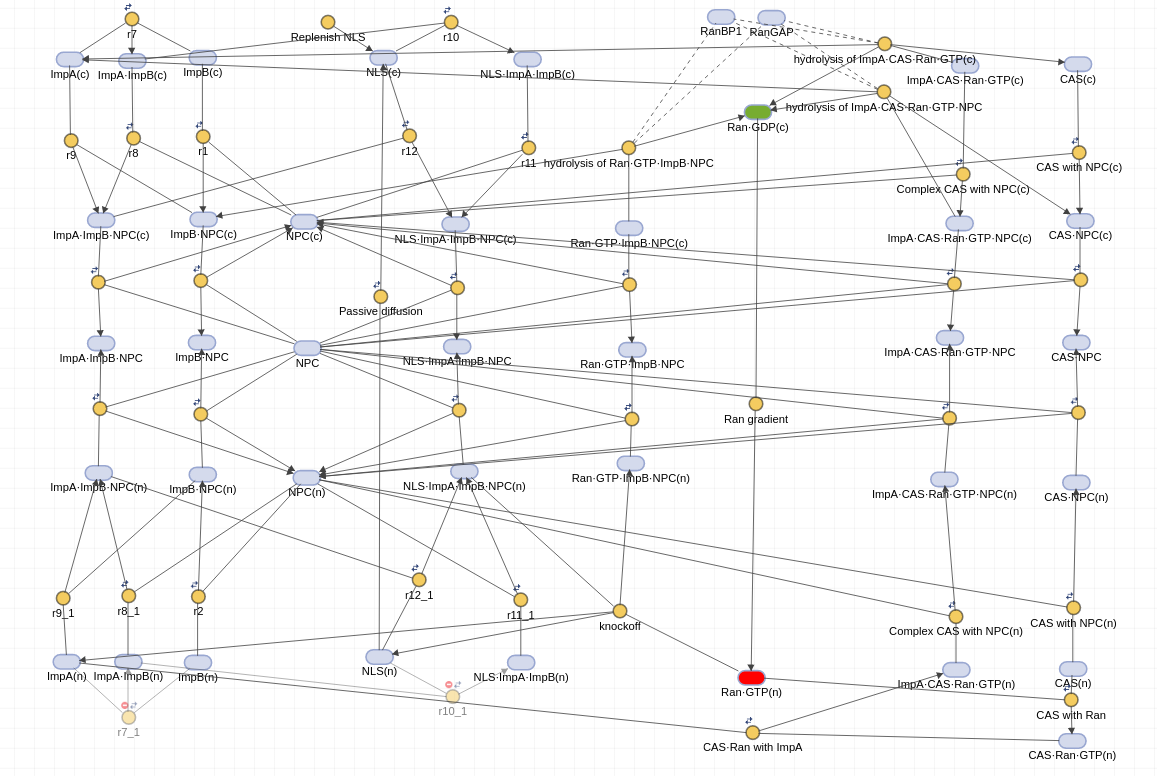 r7
Replenish NLS
r10
RanBP1
RanGAP
ImpA(c)
ImpA·ImpB(c)
ImpB(c)
NLS(c)
NLS·ImpA·ImpB(c)
hydrolysis of ImpA·CAS·Ran·GTP(c)
ImpA·CAS·Ran·GTP(c)
CAS(c)
hydrolysis of ImpA·CAS·Ran·GTP·NPC
Ran·GDP(c)
r9
r8
r1
r12
r11
hydrolysis of Ran·GTP·ImpB·NPC
CAS with NPC(c)
Complex CAS with NPC(c)
ImpA·ImpB·NPC(c)
ImpB·NPC(c)
NPC(c)
NLS·ImpA·ImpB·NPC(c)
Ran·GTP·ImpB·NPC(c)
ImpA·CAS·Ran·GTP·NPC(c)
CAS·NPC(c)
Passive diffusion
ImpA·ImpB·NPC
ImpB·NPC
NPC
NLS·ImpA·ImpB·NPC
Ran·GTP·ImpB·NPC
ImpA·CAS·Ran·GTP·NPC
CAS·NPC
Ran gradient
ImpA·ImpB·NPC(n)
ImpB·NPC(n)
NPC(n)
NLS·ImpA·ImpB·NPC(n)
Ran·GTP·ImpB·NPC(n)
ImpA·CAS·Ran·GTP·NPC(n)
CAS·NPC(n)
r9_1
r8_1
r2
r12_1
r11_1
knockoff
Complex CAS with NPC(n)
CAS with NPC(n)
ImpA(n)
ImpA·ImpB(n)
ImpB(n)
NLS(n)
NLS·ImpA·ImpB(n)
Ran·GTP(n)
ImpA·CAS·Ran·GTP(n)
CAS(n)
r7_1
r10_1
CAS with Ran
CAS·Ran with ImpA
CAS·Ran·GTP(n)